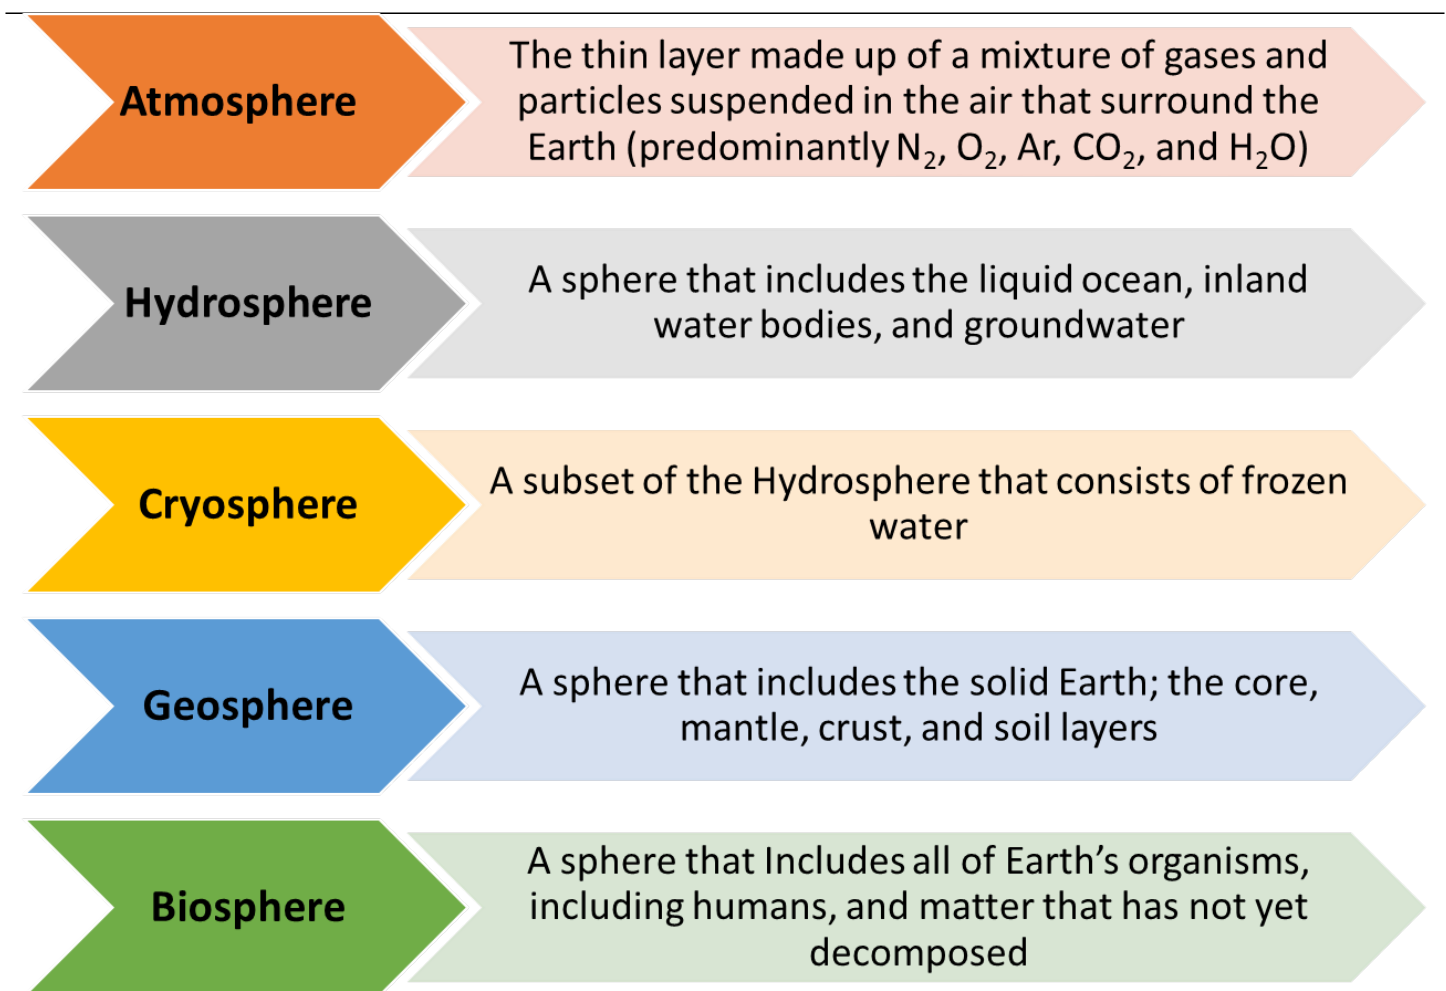 Atmosphere
The thin layer made up of a mixture of gases and
particles suspended in the air that surround the
Earth (predominantly N₂, O₂, Ar, CO₂, and H₂O)
Hydrosphere
A sphere that includes the liquid ocean, inland
water bodies, and groundwater
Cryosphere
A subset of the Hydrosphere that consists of frozen
water
Geosphere
A sphere that includes the solid Earth; the core,
mantle, crust, and soil layers
Biosphere
A sphere that Includes all of Earth’s organisms,
including humans, and matter that has not yet
decomposed